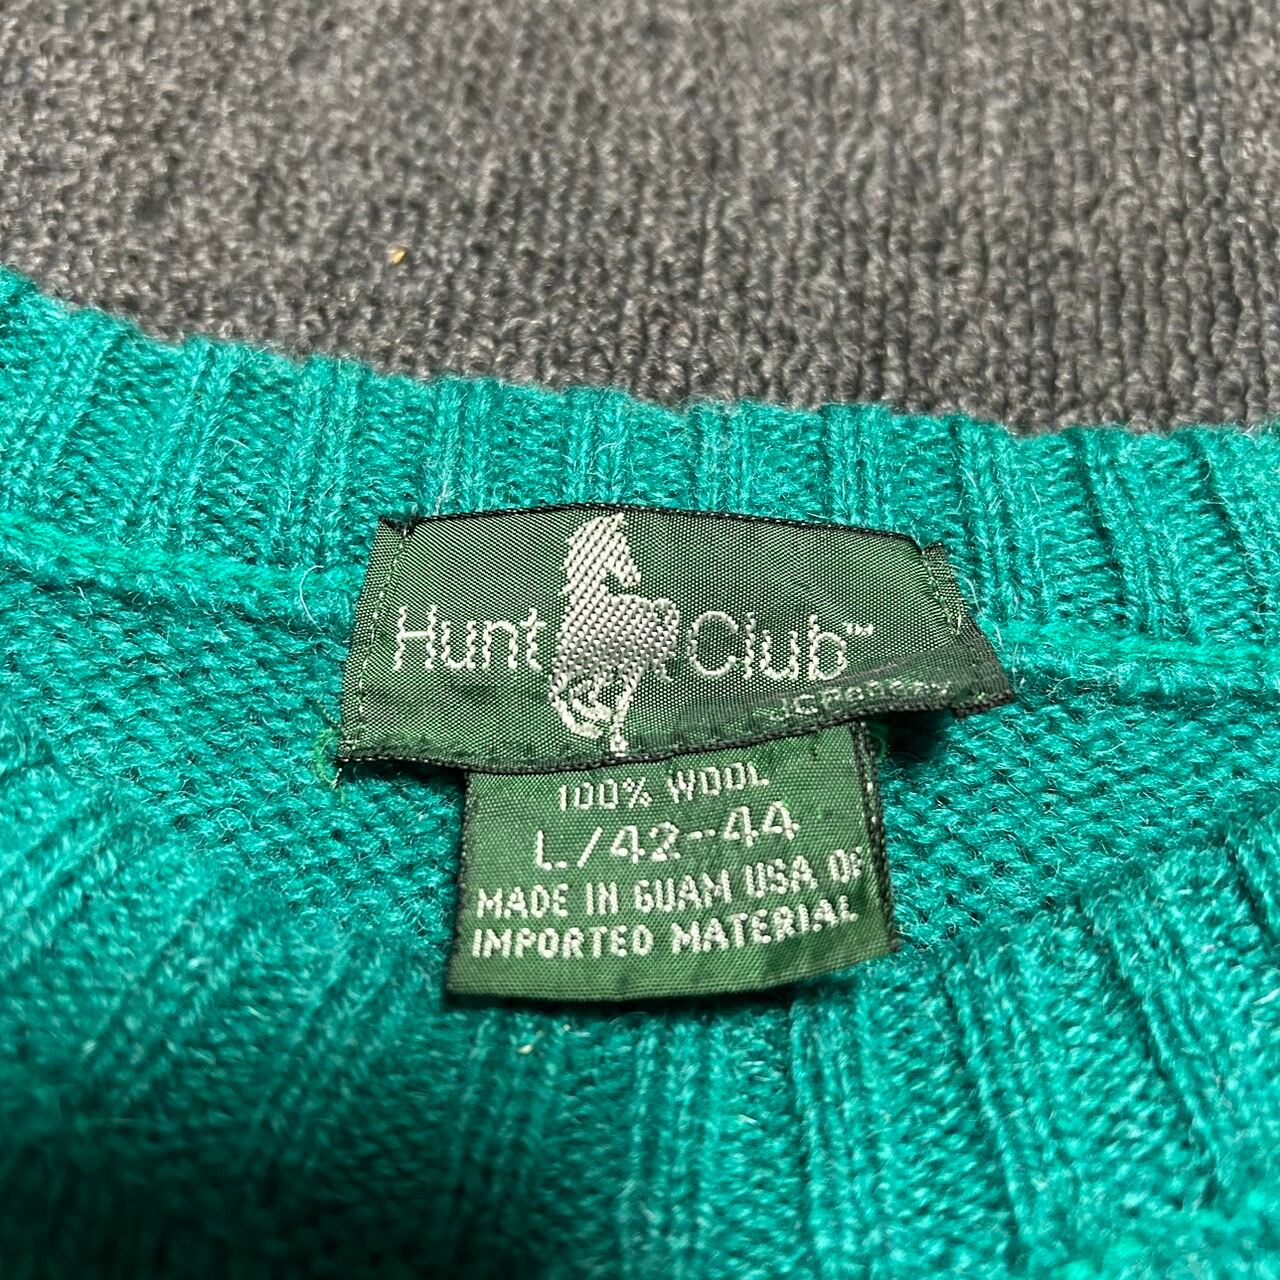 Hunt Club™
JCPenney
100% WOOL
L/42-44
MADE IN GUAM USA OF
IMPORTED MATERIAL